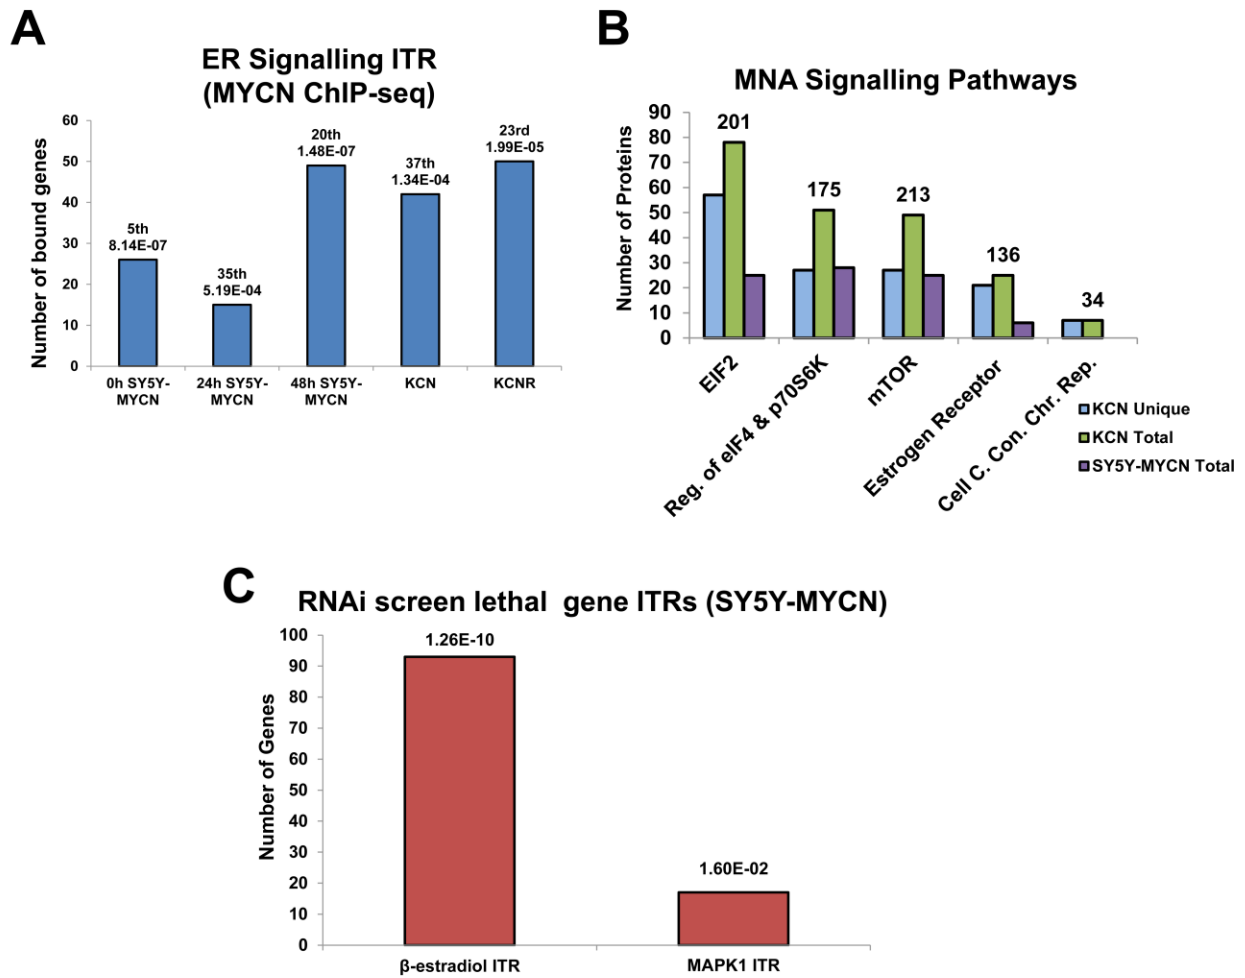 A
ER Signalling ITR
(MYCN ChIP-seq)
Number of bound genes
60
50
40
30
20
10
0
5th
8.14E-07
35th
5.19E-04
20th
1.48E-07
37th
1.34E-04
23rd
1.99E-05
0h SY5Y-
MYCN
24h SY5Y-
MYCN
48h SY5Y-
MYCN
KCN
KCNR
B
MNA Signalling Pathways
Number of Proteins
90
80
70
60
50
40
30
20
10
0
201
175
213
136
34
EIF2
Reg. of eIF4 & p70S6K
mTOR
Estrogen Receptor
Cell C. Con. Chr. Rep.
KCN Unique
KCN Total
SY5Y-MYCN Total
C
RNAi screen lethal gene ITRs (SY5Y-MYCN)
Number of Genes
100
90
80
70
60
50
40
30
20
10
0
1.26E-10
1.60E-02
β-estradiol ITR
MAPK1 ITR